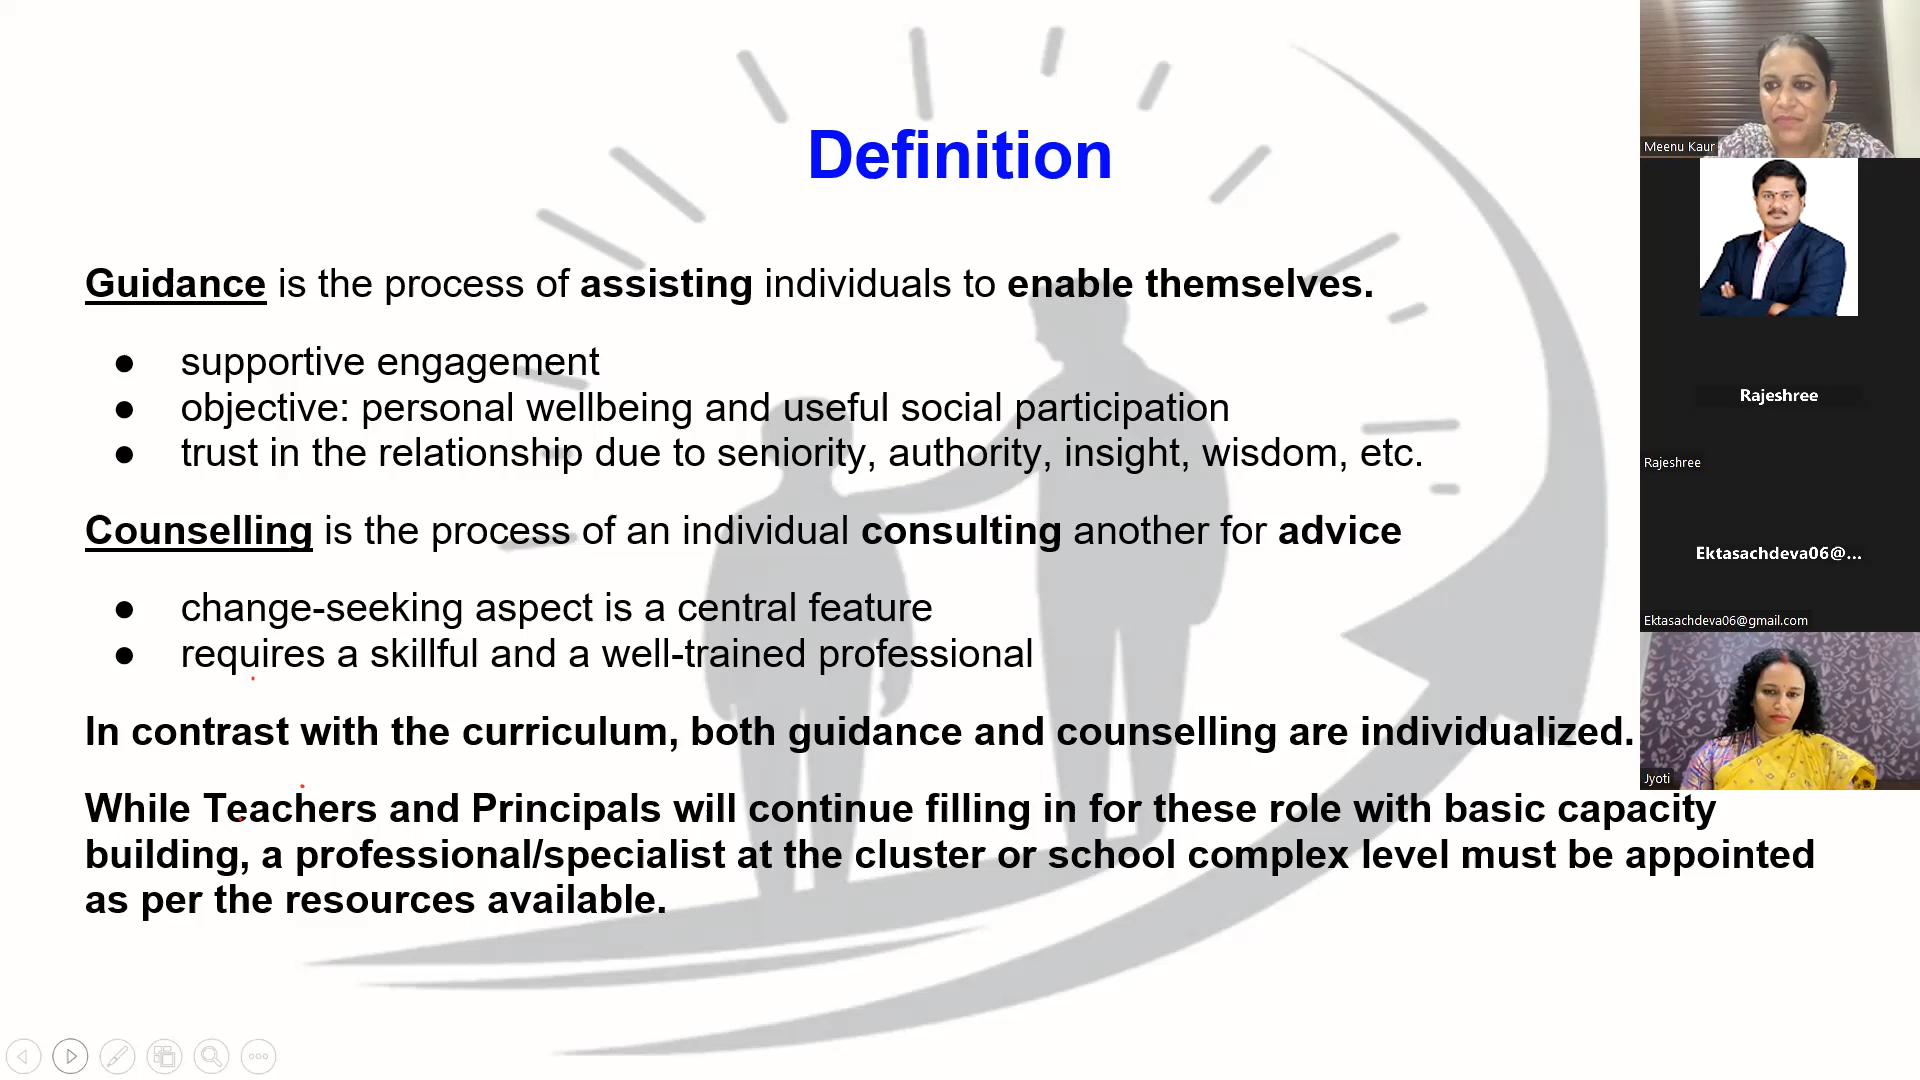 Definition
Guidance is the process of assisting individuals to enable themselves.
● supportive engagement
● objective: personal wellbeing and useful social participation
● trust in the relationship due to seniority, authority, insight, wisdom, etc.
Counselling is the process of an individual consulting another for advice
● change-seeking aspect is a central feature
● requires a skillful and a well-trained professional
In contrast with the curriculum, both guidance and counselling are individualized.
While Teachers and Principals will continue filling in for these role with basic capacity
building, a professional/specialist at the cluster or school complex level must be appointed
as per the resources available.
Meenu Kaur
Rajeshree
Rajeshree
Ektasachdeva06@...
Ektasachdeva06@gmail.com
Jyoti